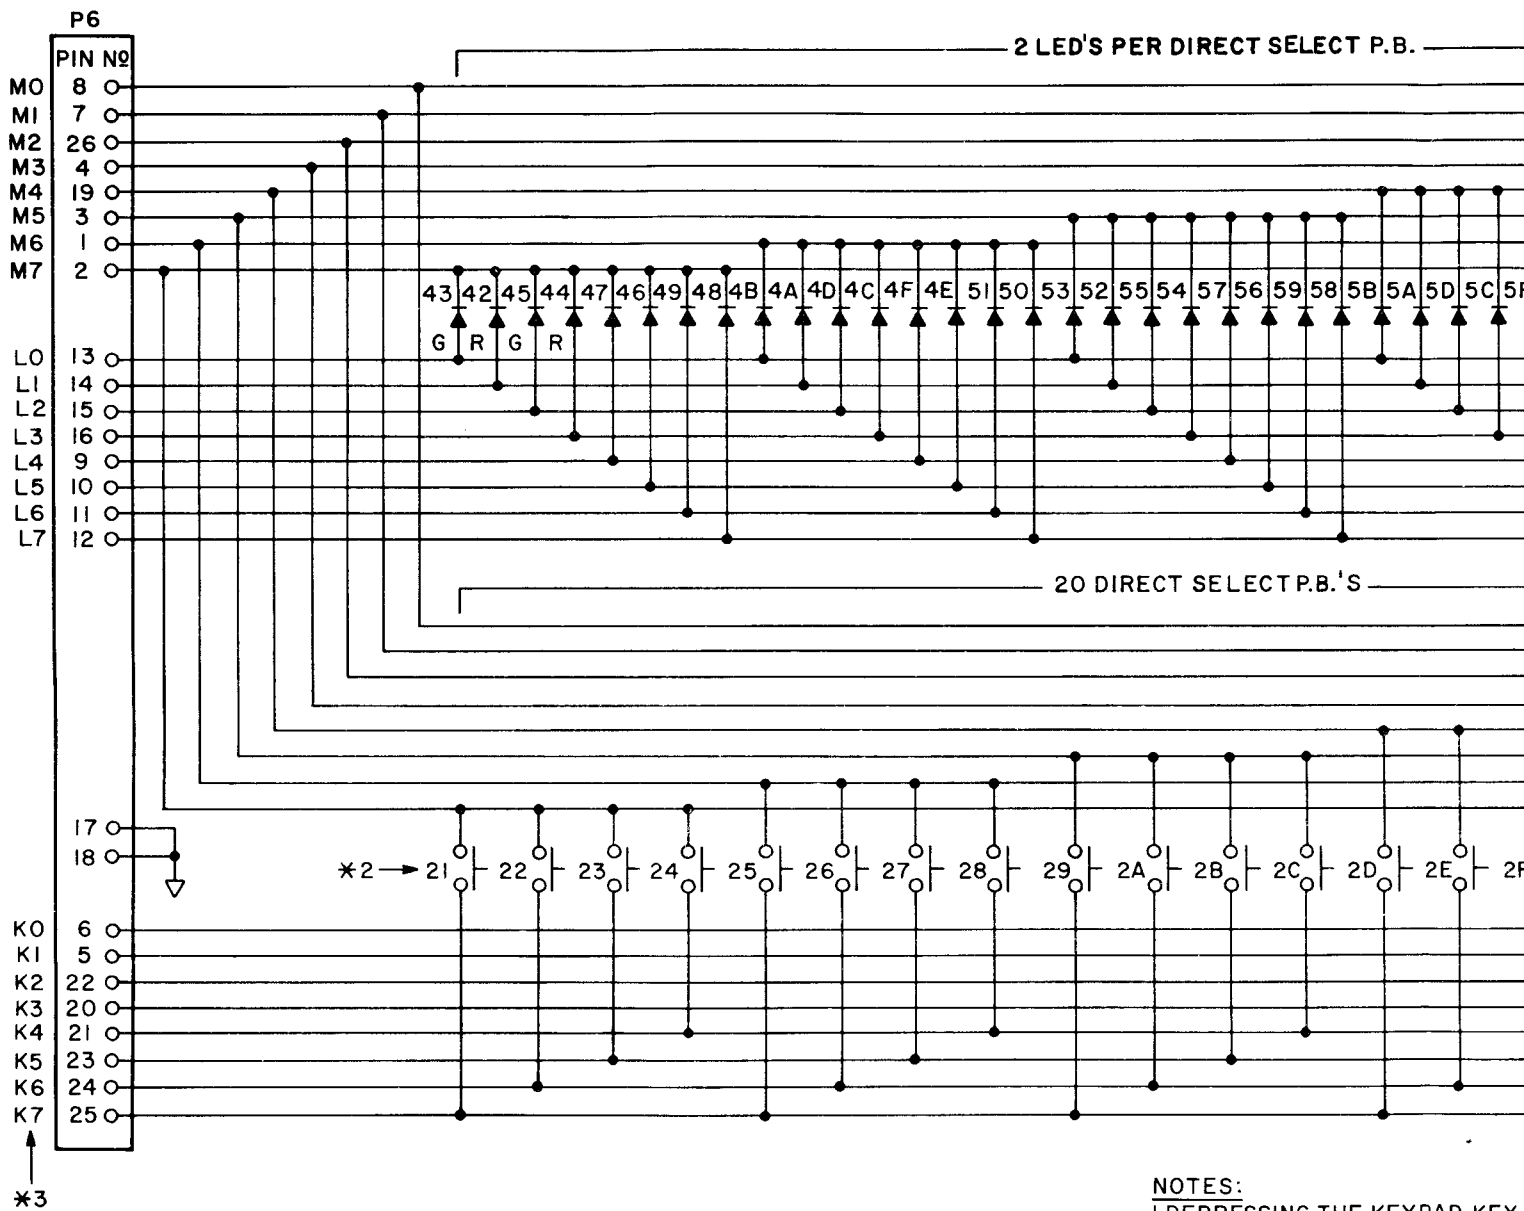 P6
PIN Nº
2 LED'S PER DIRECT SELECT P.B.
M0 8
M1 7
M2 26
M3 4
M4 19
M5 3
M6 1
M7 2
43 42 45 44 47 46 49 48 4B 4A 4D 4C 4F 4E 51 50 53 52 55 54 57 56 59 58 5B 5A 5D 5C
G R G R
L0 13
L1 14
L2 15
L3 16
L4 9
L5 10
L6 11
L7 12
20 DIRECT SELECT P.B.'S
17
18
*2 21 22 23 24 25 26 27 28 29 2A 2B 2C 2D 2E
K0 6
K1 5
K2 22
K3 20
K4 21
K5 23
K6 24
K7 25
*3
NOTES:
1 DEPRESSING THE KEYPAD KEY